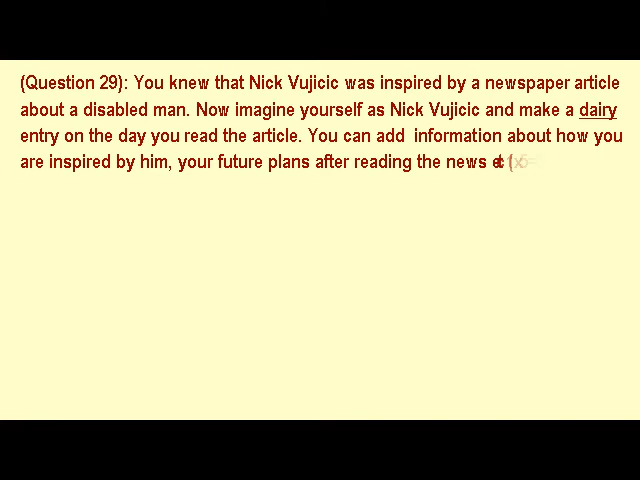 (Question 29): You knew that Nick Vujicic was inspired by a newspaper article
about a disabled man. Now imagine yourself as Nick Vujicic and make a dairy
entry on the day you read the article. You can add information about how you
are inspired by him, your future plans after reading the news